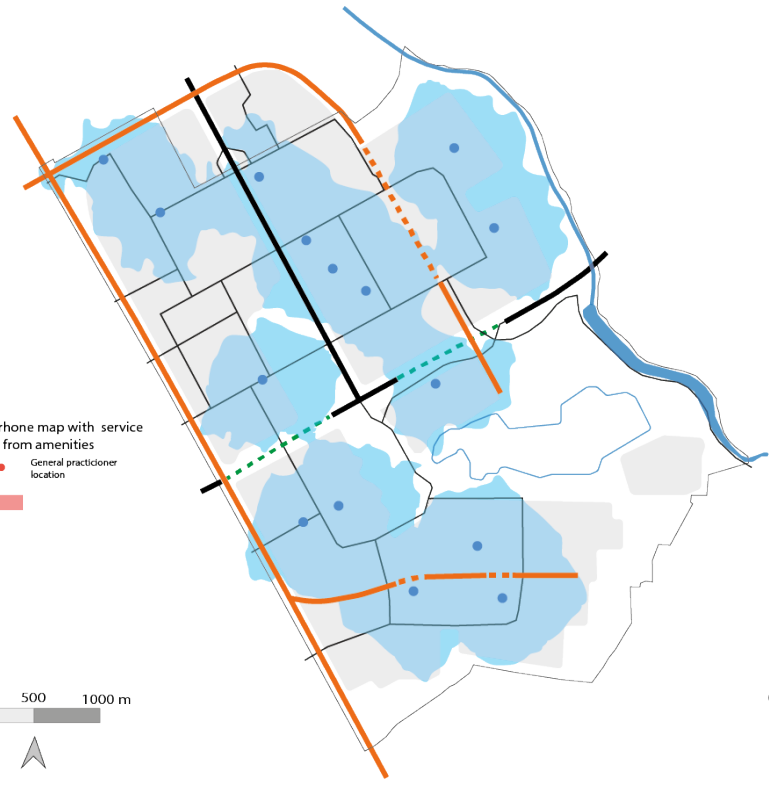 rhone map with service
from amenities
General practicioner
location
500 1000 m